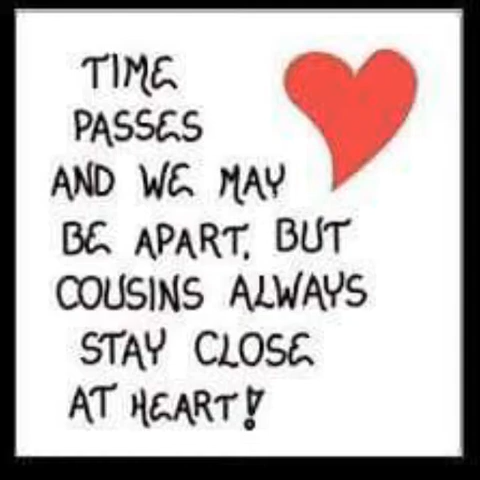 TIME
PASSES
AND WE MAY
BE APART, BUT
COUSINS ALWAYS
STAY CLOSE
AT HEART!